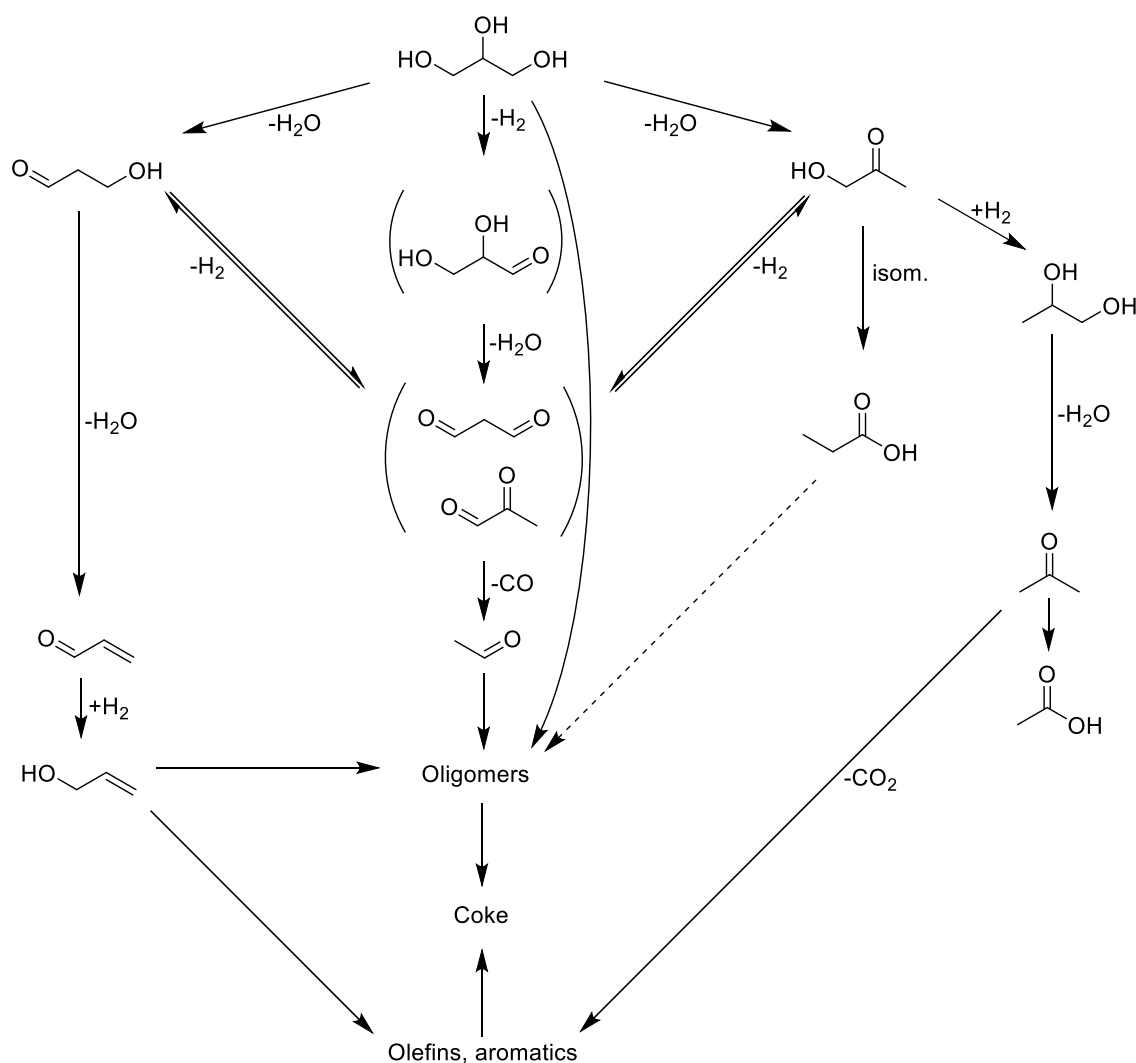 OH
HO OH
-H2O -H2 -H2O
O OH
O
HO
+H2
OH
HO O
-H2 -H2
isom.
OH
OH
-H2O
O O
O
OH
-H2O
-H2O
O
O
-CO
O
O
O
+H2
O
OH
HO
Oligomers
-CO2
Coke
Olefins, aromatics